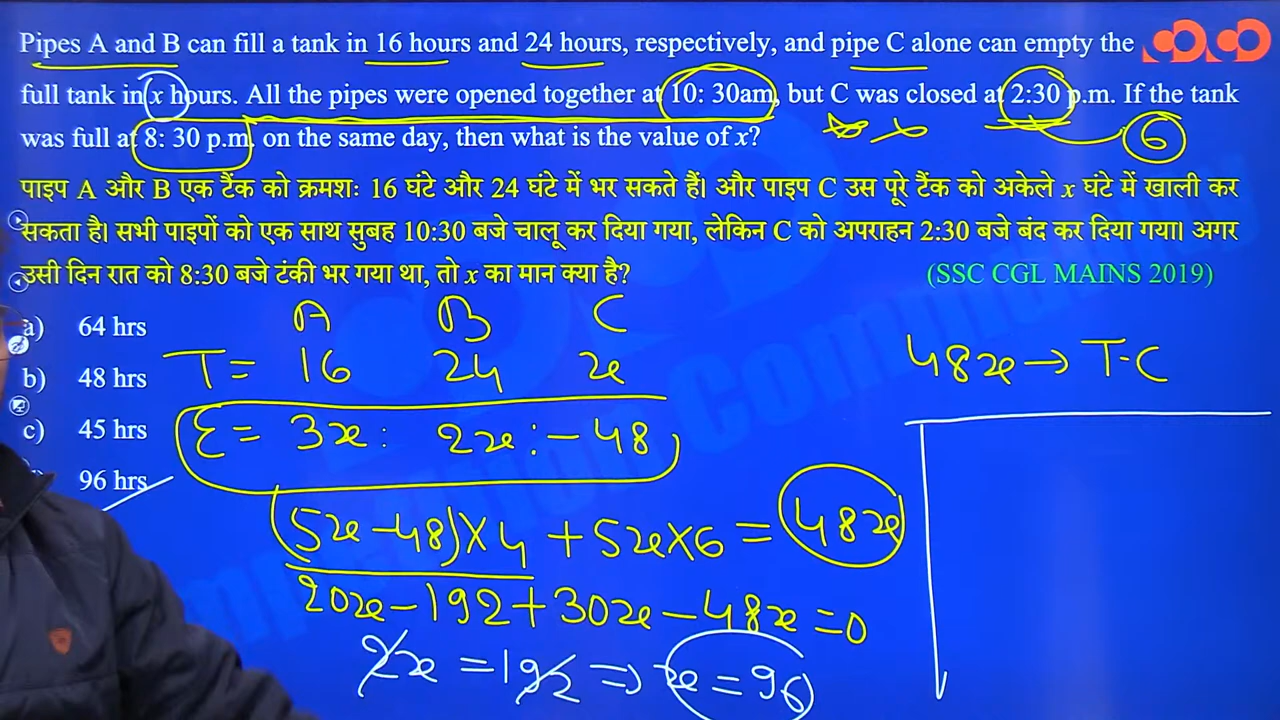 Pipes A and B can fill a tank in 16 hours and 24 hours, respectively, and pipe C alone can empty the
full tank in x hours. All the pipes were opened together at 10: 30am, but C was closed at 2:30 p.m. If the tank
was full at 8: 30 p.m. on the same day, then what is the value of x?
6
पाइप A और B एक टैंक को क्रमशः 16 घंटे और 24 घंटे में भर सकते हैं। और पाइप C उस पूरे टैंक को अकेले x घंटे में खाली कर
सकता है। सभी पाइपों को एक साथ सुबह 10:30 बजे चालू कर दिया गया, लेकिन C को अपराहन 2:30 बजे बंद कर दिया गया। अगर
उसी दिन रात को 8:30 बजे टंकी भर गया था, तो x का मान क्या है?
(SSC CGL MAINS 2019)
a) 64 hrs
b) 48 hrs
c) 45 hrs
96 hrs
A B C
T = 16 24 x
48x → T-C
E = 3x : 2x : -48
(5x-48)×4 + 5x×6 = 48x
20x-192+30x-48x=0
2x = 192 ⇒ x = 96